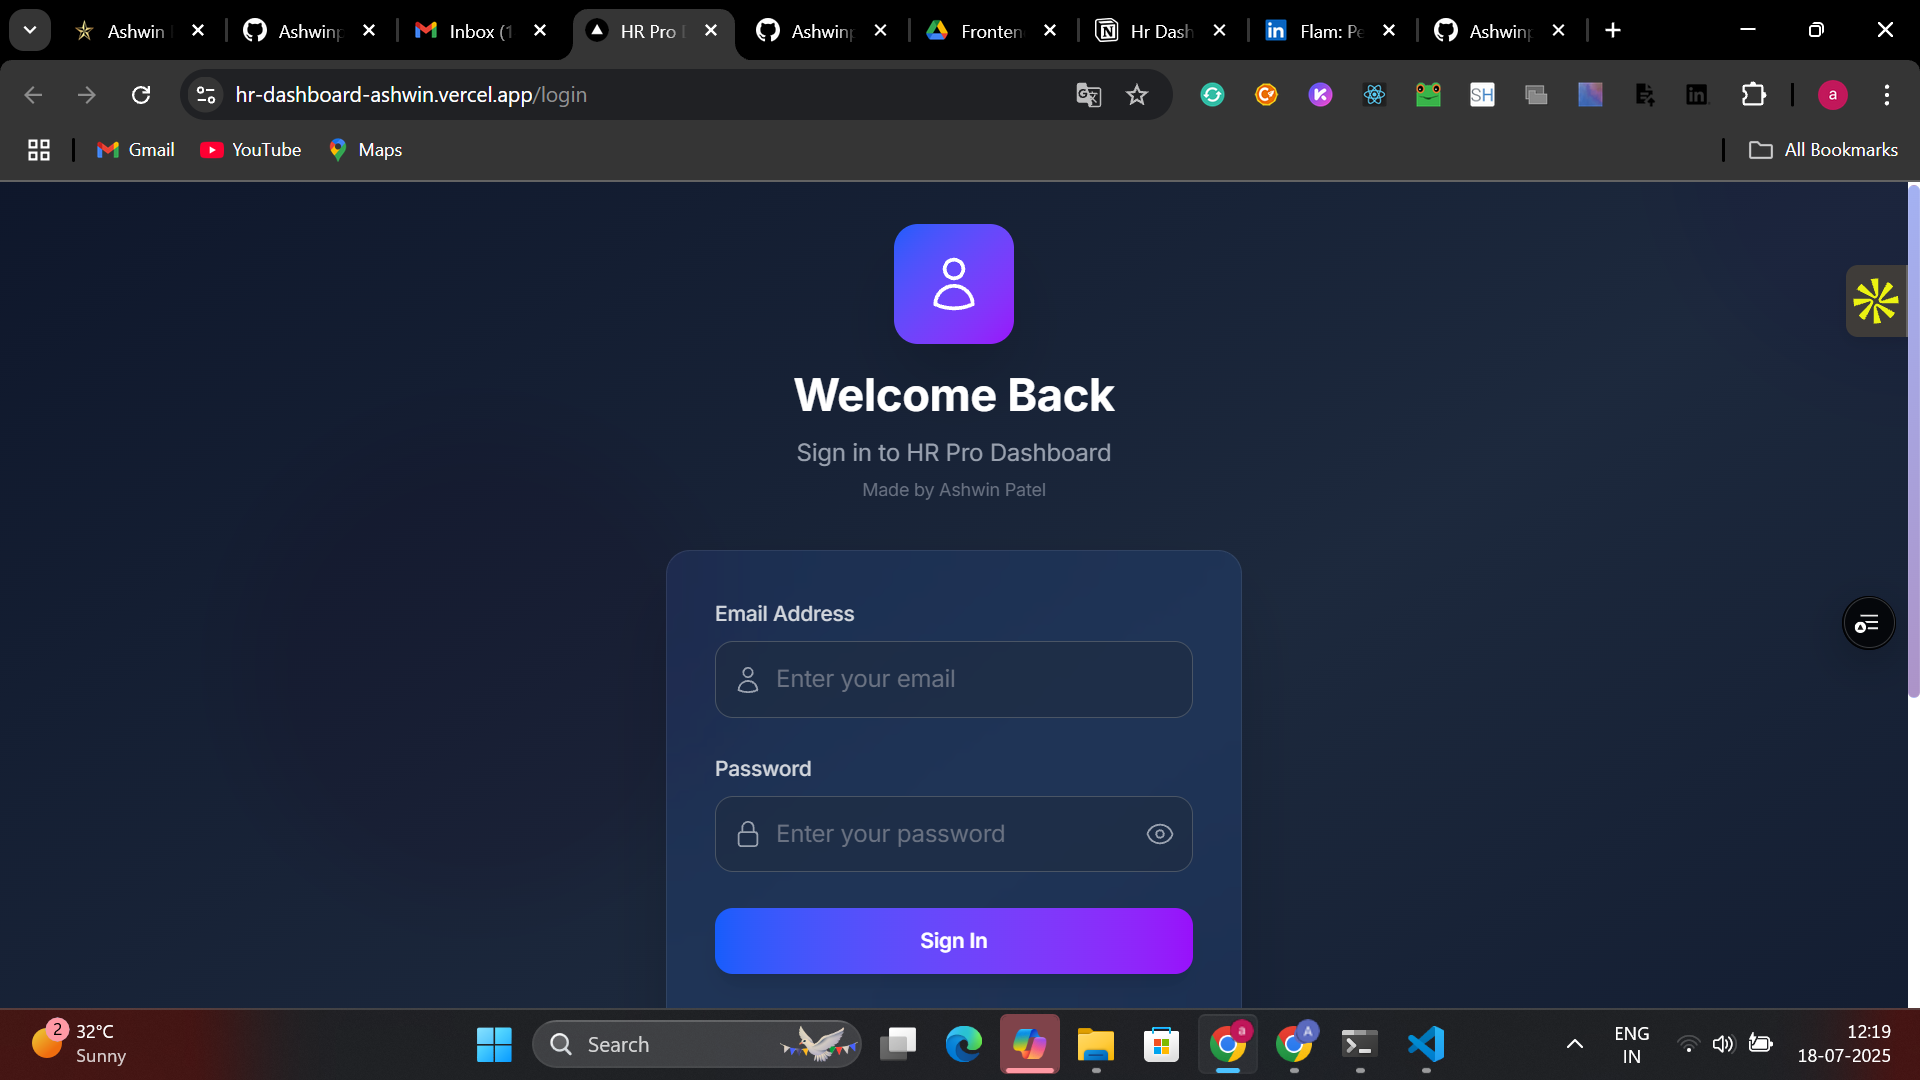 Ashwin
Ashwinp
Inbox (1
HR Pro
Ashwinp
Fronten
Hr Dash
Flam: Pe
Ashwinp
hr-dashboard-ashwin.vercel.app/login
SH
a
Gmail
YouTube
Maps
All Bookmarks
Welcome Back
Sign in to HR Pro Dashboard
Made by Ashwin Patel
Email Address
Enter your email
Password
Enter your password
Sign In
2
32°C
Sunny
Search
a
A
ENG
IN
12:19
18-07-2025